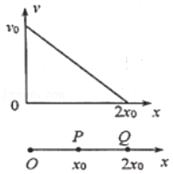 v
v₀
0
2x₀ x
P Q
O x₀ 2x₀ x